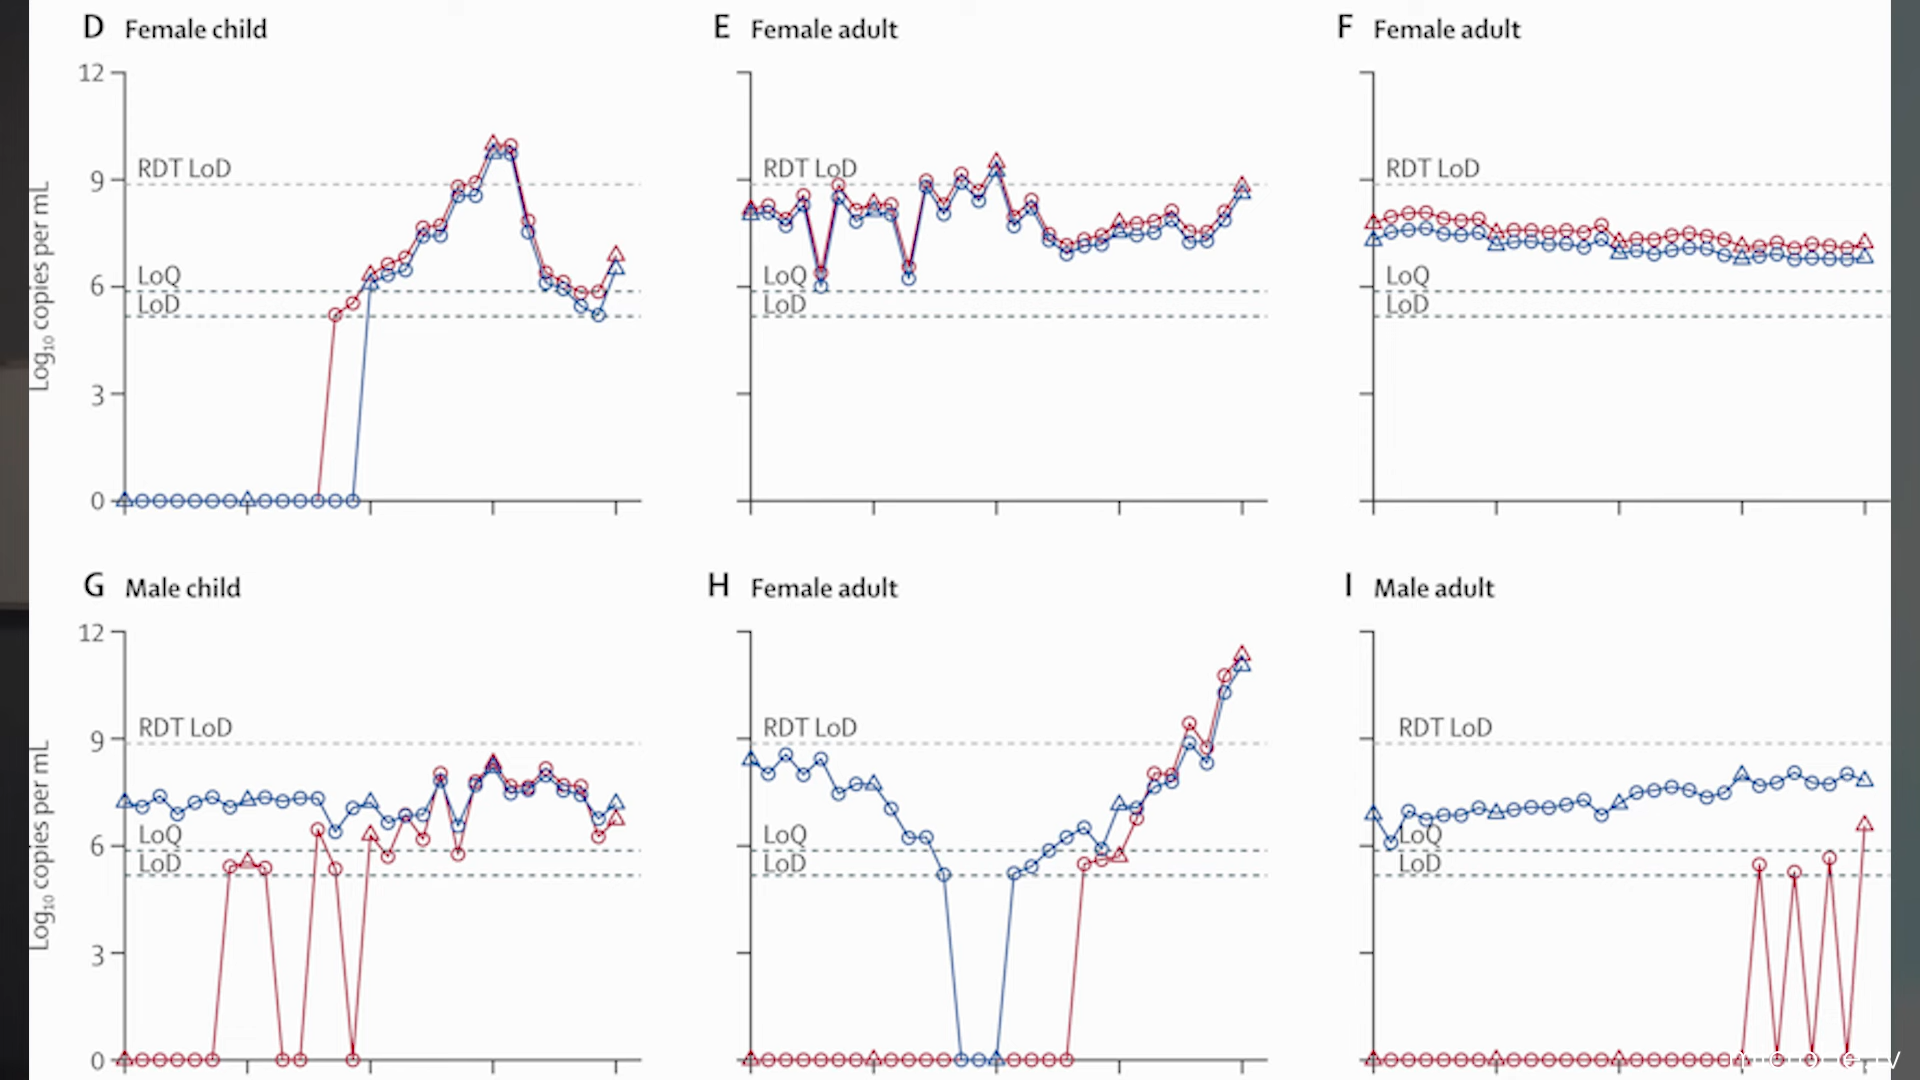 D Female child
E Female adult
F Female adult
12
9
6
3
0
Log10 copies per mL
RDT LoD
LoQ
LoD
RDT LoD
LoQ
LoD
RDT LoD
LoQ
LoD
G Male child
H Female adult
I Male adult
12
9
6
3
0
Log10 copies per mL
RDT LoD
LoQ
LoD
RDT LoD
LoQ
LoD
RDT LoD
LoQ
LoD
microbe.tv